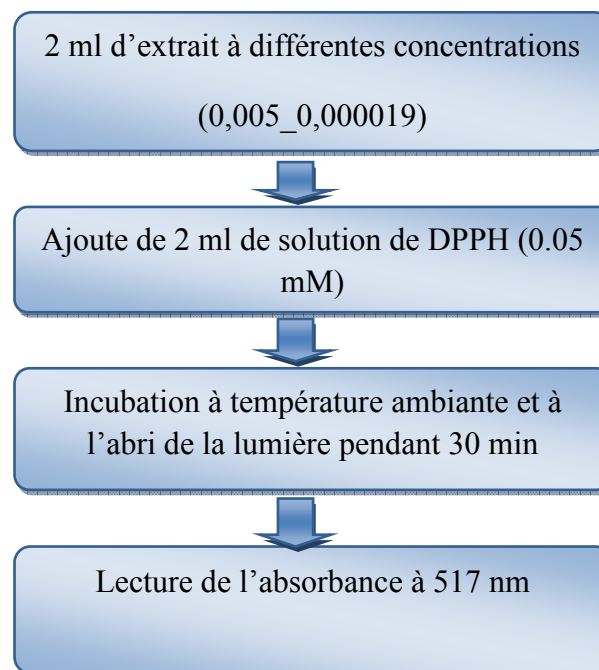 2 ml d’extrait à différentes concentrations
(0,005_0,000019)
Ajoute de 2 ml de solution de DPPH (0.05
mM)
Incubation à température ambiante et à
l’abri de la lumière pendant 30 min
Lecture de l’absorbance à 517 nm